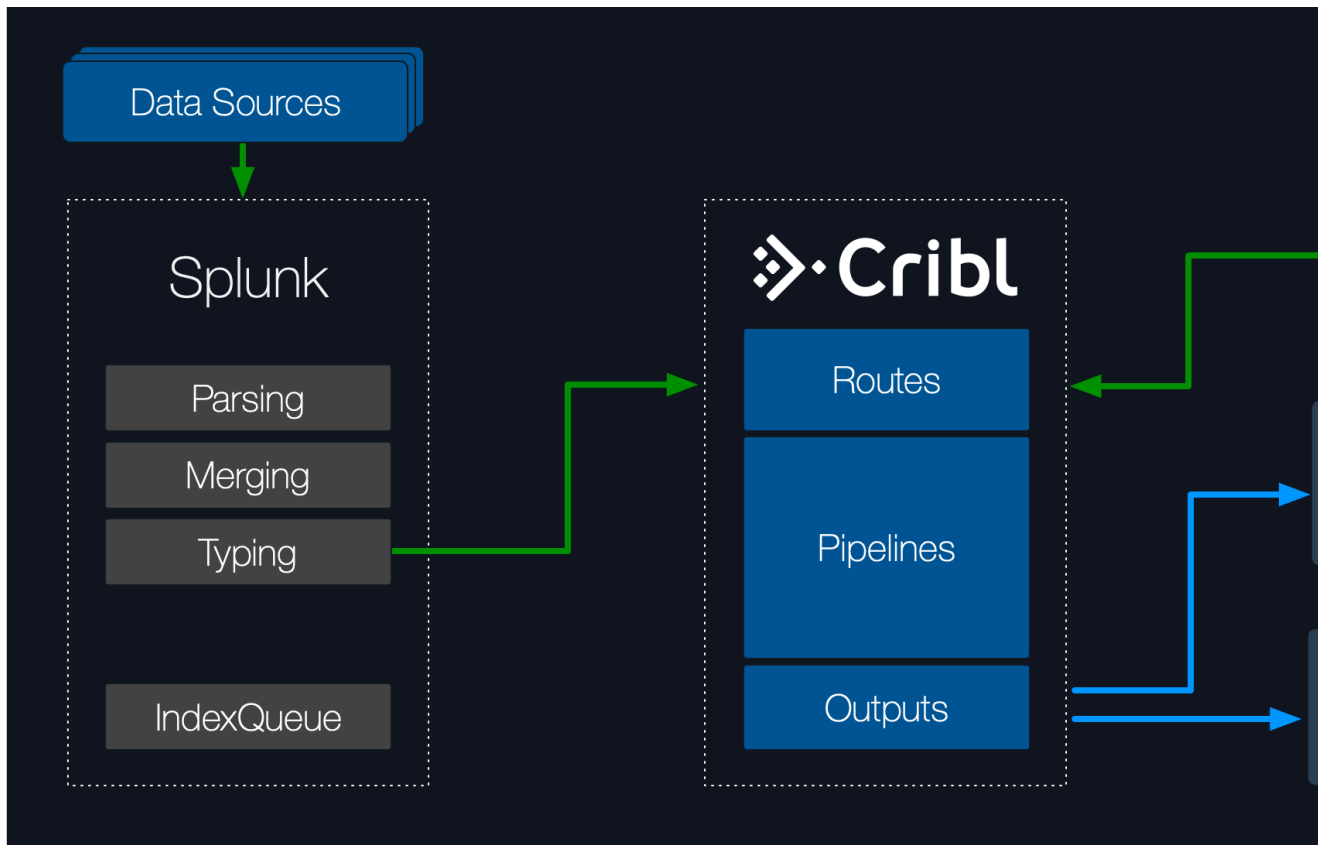 Data Sources
Splunk
Parsing
Merging
Typing
IndexQueue
Cribl
Routes
Pipelines
Outputs